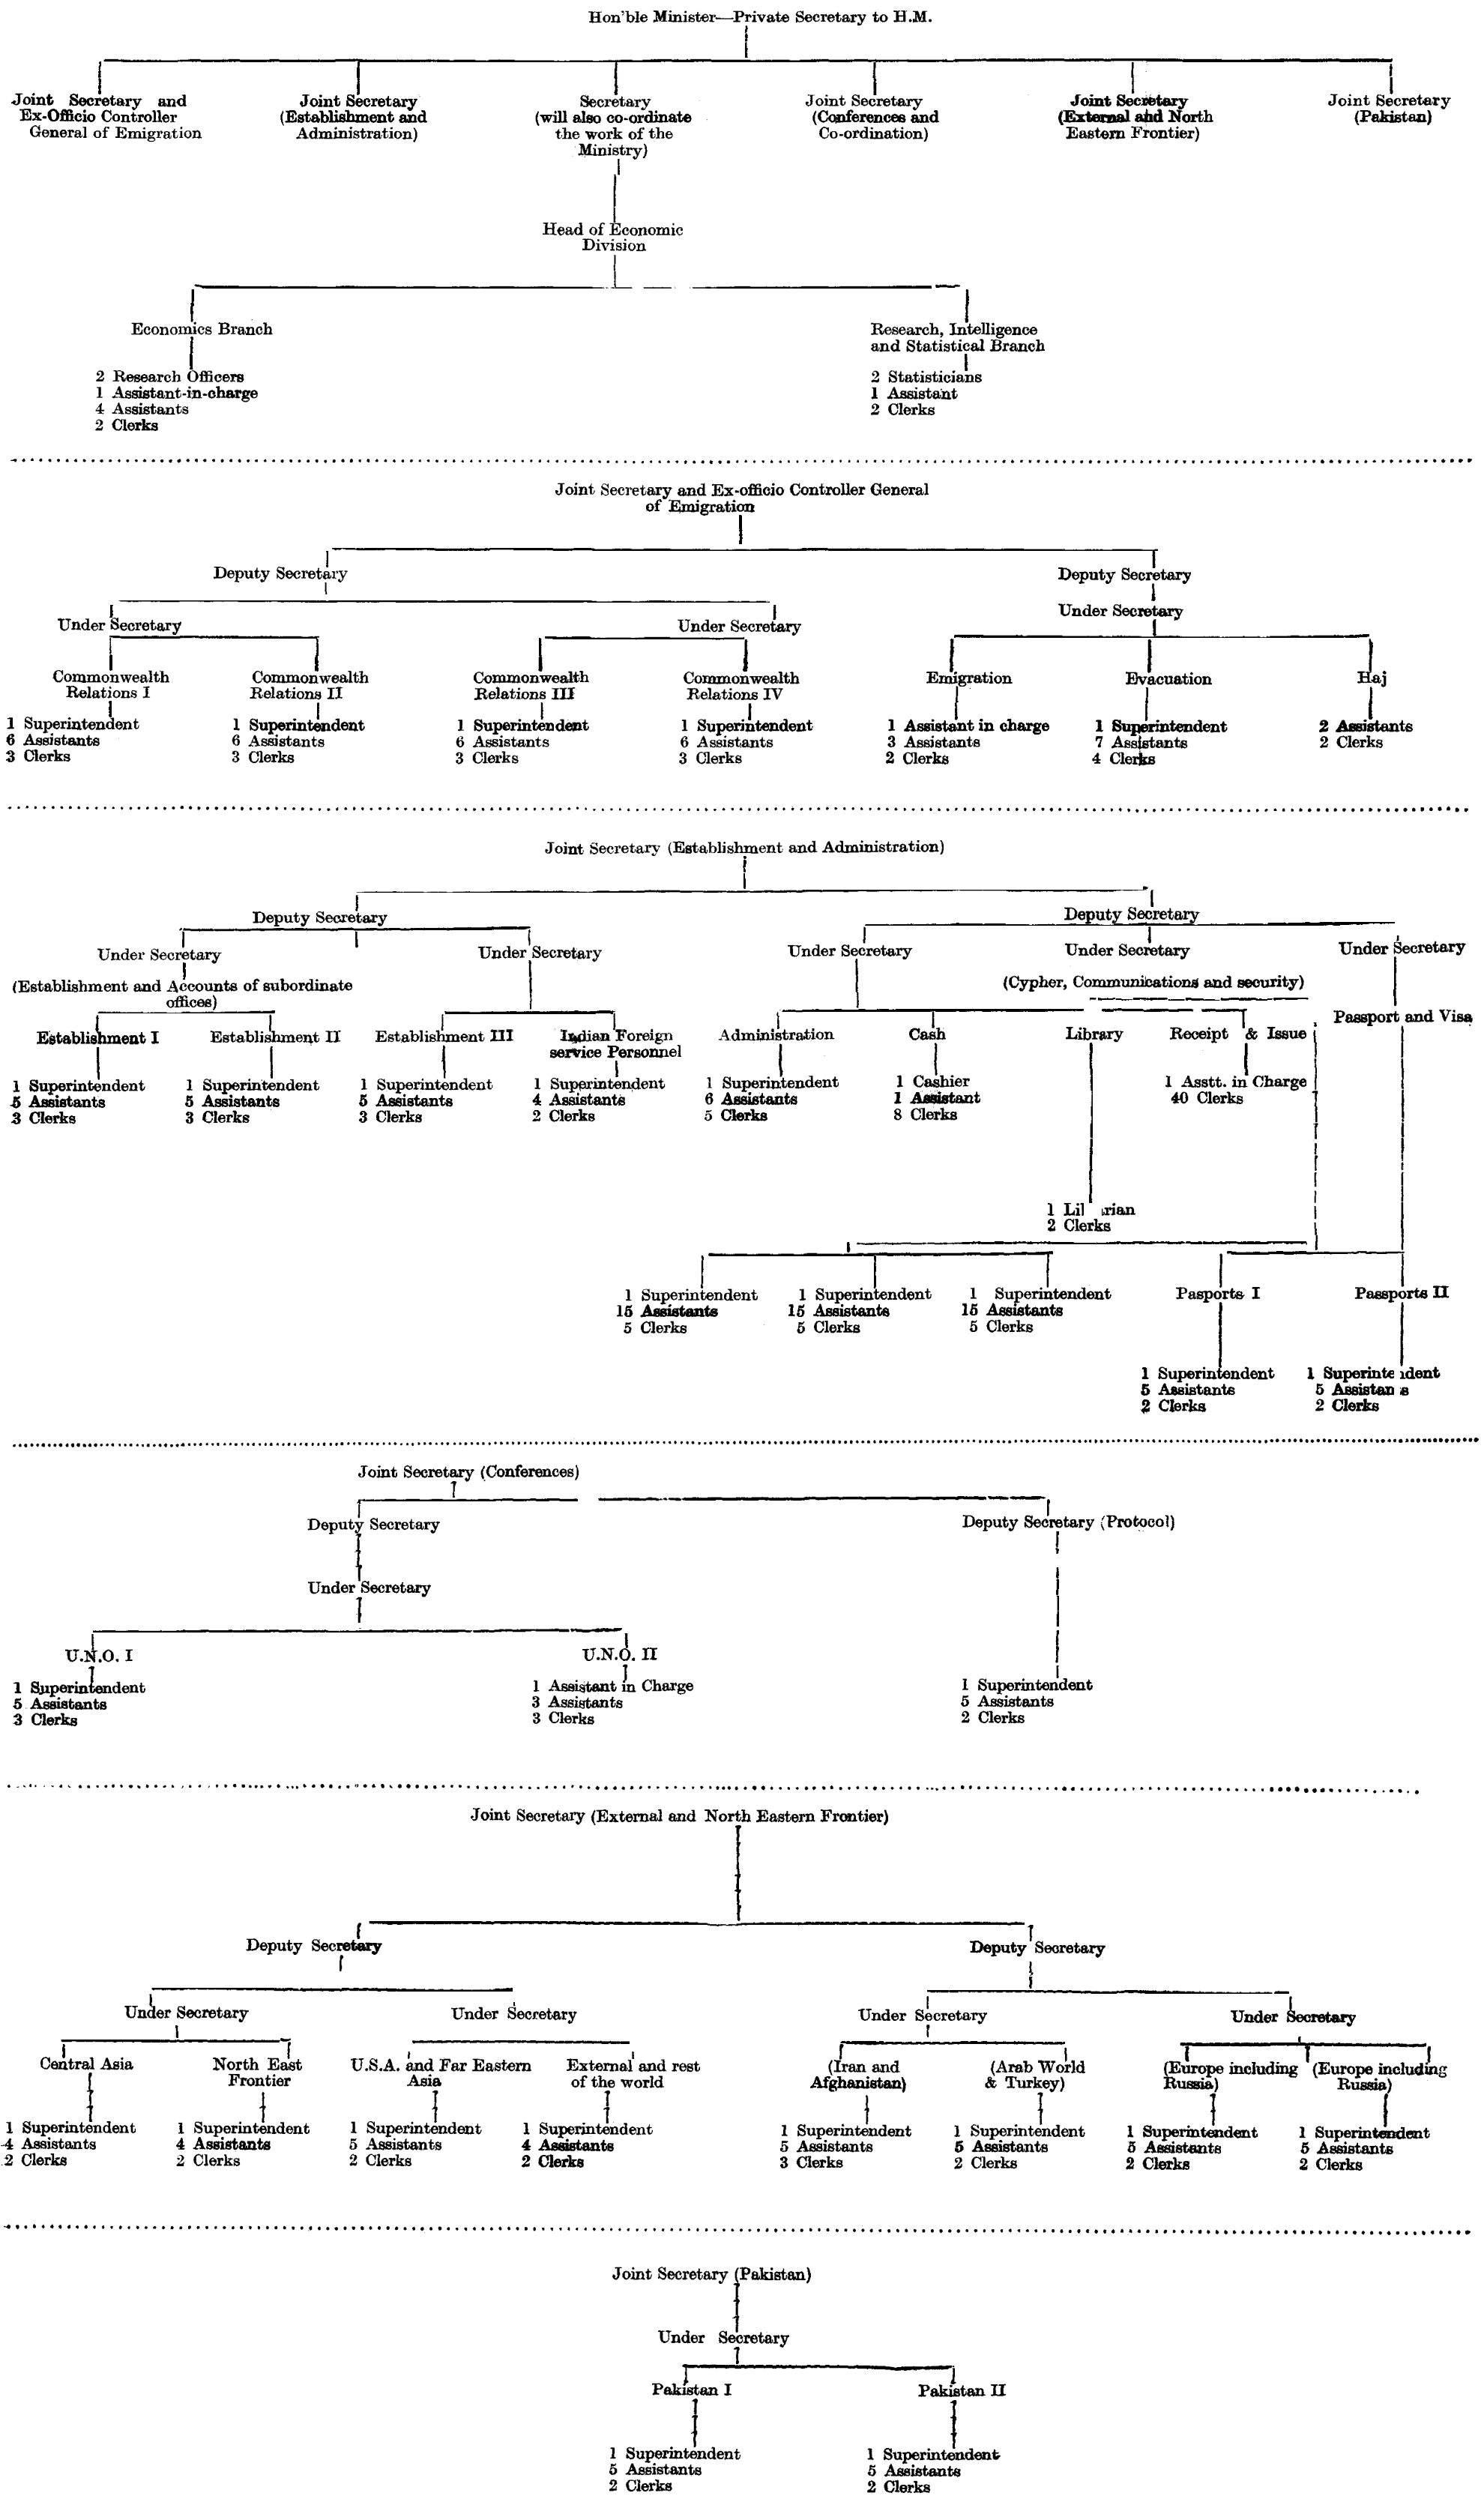 Hon'ble Minister—Private Secretary to H.M.
Joint Secretary and
Ex-Officio Controller
General of Emigration
Joint Secretary
(Establishment and
Administration)
Secretary
(will also co-ordinate
the work of the
Ministry)
Joint Secretary
(Conferences and
Co-ordination)
Joint Secretary
(External and North
Eastern Frontier)
Joint Secretary
(Pakistan)
Head of Economic
Division
Economics Branch
2 Research Officers
1 Assistant-in-charge
4 Assistants
2 Clerks
Research, Intelligence
and Statistical Branch
2 Statisticians
1 Assistant
2 Clerks
Joint Secretary and Ex-officio Controller General
of Emigration
Deputy Secretary
Deputy Secretary
Under Secretary
Under Secretary
Under Secretary
Commonwealth
Relations I
1 Superintendent
6 Assistants
3 Clerks
Commonwealth
Relations II
1 Superintendent
6 Assistants
3 Clerks
Commonwealth
Relations III
1 Superintendent
6 Assistants
3 Clerks
Commonwealth
Relations IV
1 Superintendent
6 Assistants
3 Clerks
Emigration
1 Assistant in charge
3 Assistants
2 Clerks
Evacuation
1 Superintendent
7 Assistants
4 Clerks
Haj
2 Assistants
2 Clerks
Joint Secretary (Establishment and Administration)
Deputy Secretary
Deputy Secretary
Under Secretary
(Establishment and Accounts of subordinate
offices)
Under Secretary
Under Secretary
Under Secretary
(Cypher, Communications and security)
Under Secretary
Passport and Visa
Establishment I
1 Superintendent
5 Assistants
3 Clerks
Establishment II
1 Superintendent
5 Assistants
3 Clerks
Establishment III
1 Superintendent
5 Assistants
3 Clerks
Indian Foreign
service Personnel
1 Superintendent
4 Assistants
2 Clerks
Administration
1 Superintendent
6 Assistants
5 Clerks
Cash
1 Cashier
1 Assistant
8 Clerks
Library
Receipt & Issue
1 Asstt. in Charge
40 Clerks
1 Lil rian
2 Clerks
1 Superintendent
15 Assistants
5 Clerks
1 Superintendent
15 Assistants
5 Clerks
1 Superintendent
15 Assistants
5 Clerks
Pasports I
Passports II
1 Superintendent
5 Assistants
2 Clerks
1 Superinte dent
5 Assistan s
2 Clerks
Joint Secretary (Conferences)
Deputy Secretary
Deputy Secretary (Protocol)
Under Secretary
U.N.O. I
1 Superintendent
5 Assistants
3 Clerks
U.N.O. II
1 Assistant in Charge
3 Assistants
3 Clerks
1 Superintendent
5 Assistants
2 Clerks
Joint Secretary (External and North Eastern Frontier)
Deputy Secretary
Deputy Secretary
Under Secretary
Under Secretary
Under Secretary
Under Secretary
Central Asia
1 Superintendent
4 Assistants
2 Clerks
North East
Frontier
1 Superintendent
4 Assistants
2 Clerks
U.S.A. and Far Eastern
Asia
1 Superintendent
5 Assistants
2 Clerks
External and rest
of the world
1 Superintendent
4 Assistants
2 Clerks
(Iran and
Afghanistan)
1 Superintendent
5 Assistants
3 Clerks
(Arab World
& Turkey)
1 Superintendent
5 Assistants
2 Clerks
(Europe including
Russia)
1 Superintendent
5 Assistants
2 Clerks
(Europe including
Russia)
1 Superintendent
5 Assistants
2 Clerks
Joint Secretary (Pakistan)
Under Secretary
Pakistan I
1 Superintendent
5 Assistants
2 Clerks
Pakistan II
1 Superintendent
5 Assistants
2 Clerks